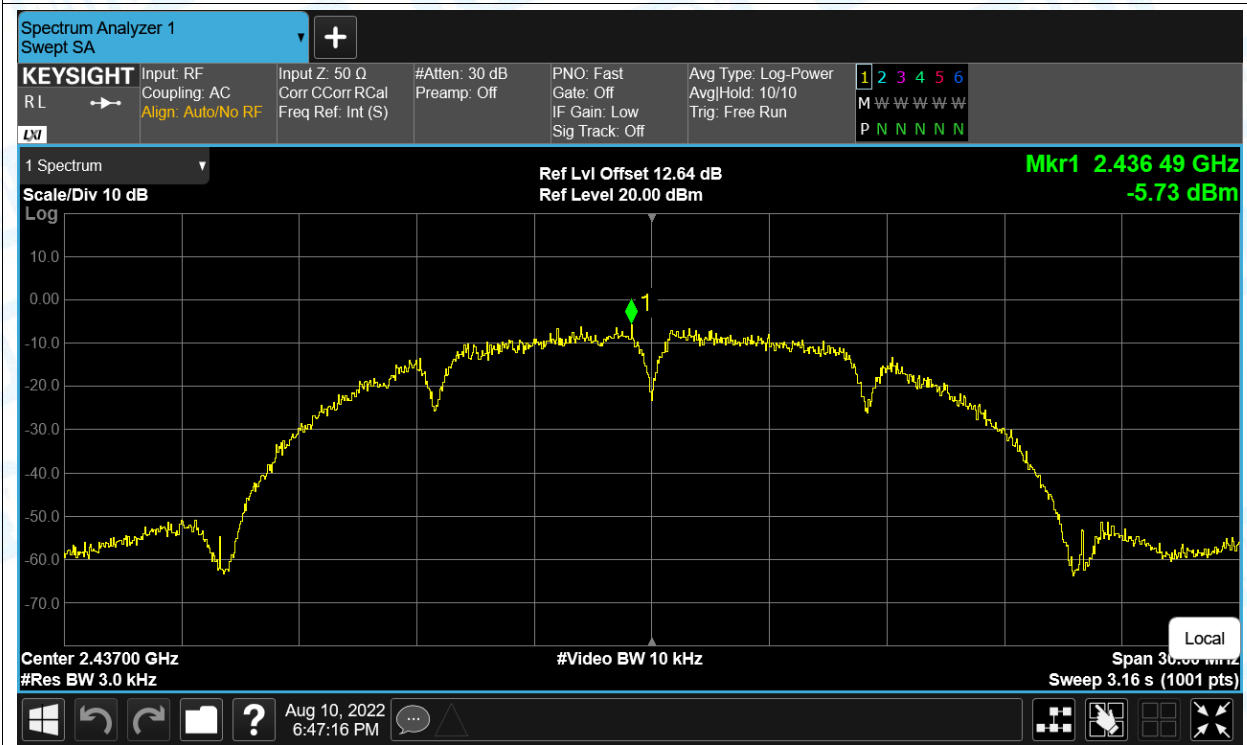 Spectrum Analyzer 1
Swept SA
KEYSIGHT
R L
LXI
Input: RF
Coupling: AC
Align: Auto/No RF
Input Z: 50 Ω
Corr CCorr RCal
Freq Ref: Int (S)
#Atten: 30 dB
Preamp: Off
PNO: Fast
Gate: Off
IF Gain: Low
Sig Track: Off
Avg Type: Log-Power
Avg|Hold: 10/10
Trig: Free Run
1 2 3 4 5 6
M W W W W W W
P N N N N N N
1 Spectrum
Scale/Div 10 dB
Log
Ref Lvl Offset 12.64 dB
Ref Level 20.00 dBm
Mkr1 2.436 49 GHz
-5.73 dBm
10.0
0.00
-10.0
-20.0
-30.0
-40.0
-50.0
-60.0
-70.0
1
Local
Center 2.43700 GHz
#Res BW 3.0 kHz
#Video BW 10 kHz
Span 30.00 MHz
Sweep 3.16 s (1001 pts)
?
Aug 10, 2022
6:47:16 PM